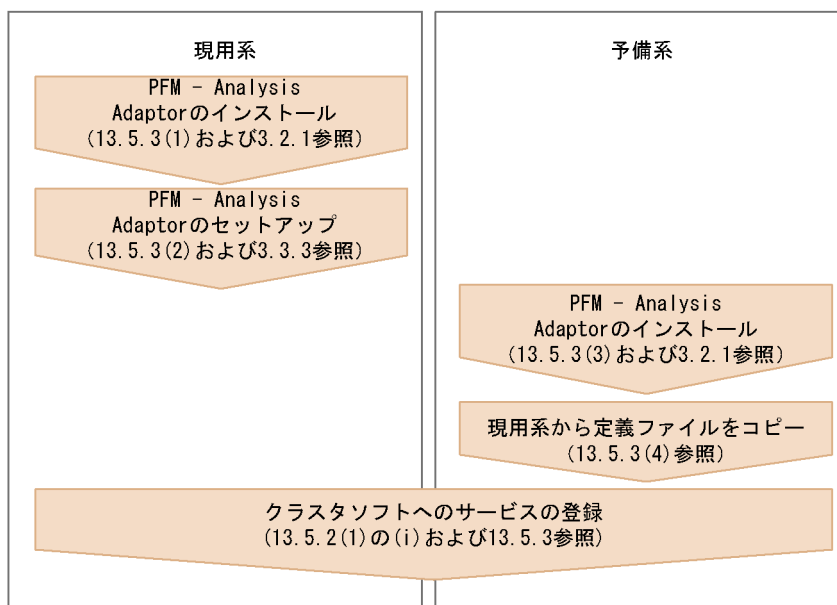 現用系
PFM - Analysis
Adaptorのインストール
(13.5.3(1)および3.2.1参照)
PFM - Analysis
Adaptorのセットアップ
(13.5.3(2)および3.3.3参照)
予備系
PFM - Analysis
Adaptorのインストール
(13.5.3(3)および3.2.1参照)
現用系から定義ファイルをコピー
(13.5.3(4)参照)
クラスタソフトへのサービスの登録
(13.5.2(1)の(i)および13.5.3参照)